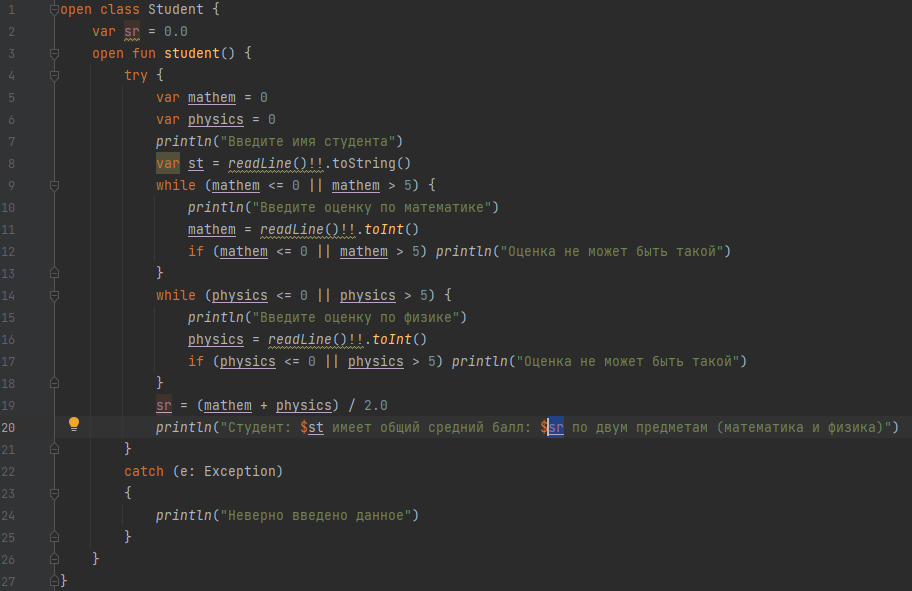 1 open class Student {
2 var sr = 0.0
3 open fun student() {
4 try {
5 var mathem = 0
6 var physics = 0
7 println("Введите имя студента")
8 var st = readLine()!!.toString()
9 while (mathem <= 0 || mathem > 5) {
10 println("Введите оценку по математике")
11 mathem = readLine()!!.toInt()
12 if (mathem <= 0 || mathem > 5) println("Оценка не может быть такой")
13 }
14 while (physics <= 0 || physics > 5) {
15 println("Введите оценку по физике")
16 physics = readLine()!!.toInt()
17 if (physics <= 0 || physics > 5) println("Оценка не может быть такой")
18 }
19 sr = (mathem + physics) / 2.0
20 println("Студент: $st имеет общий средний балл: $sr по двум предметам (математика и физика)")
21 }
22 catch (e: Exception)
23 {
24 println("Неверно введено данное")
25 }
26 }
27 }